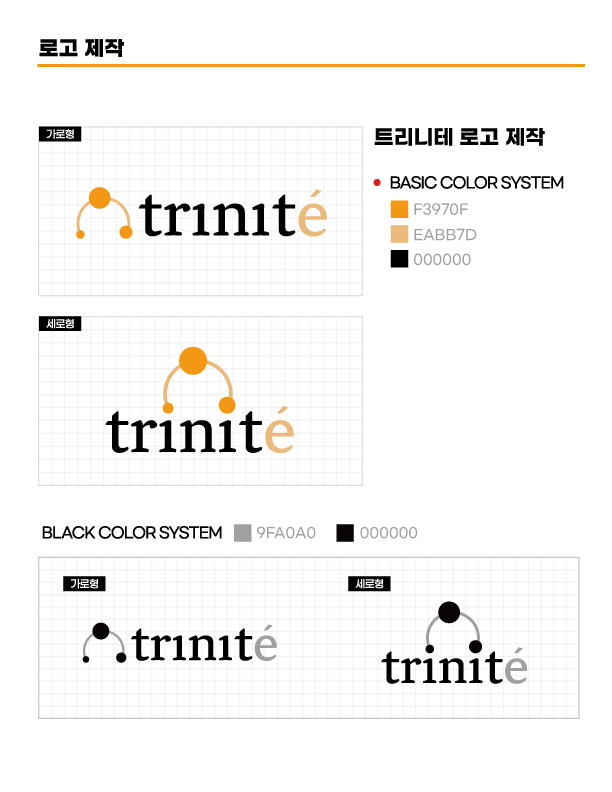 로고 제작
가로형
trinité
트리니테 로고 제작
BASIC COLOR SYSTEM
F3970F
EABB7D
000000
세로형
trinité
BLACK COLOR SYSTEM 9FA0A0 000000
가로형
trinité
세로형
trinité